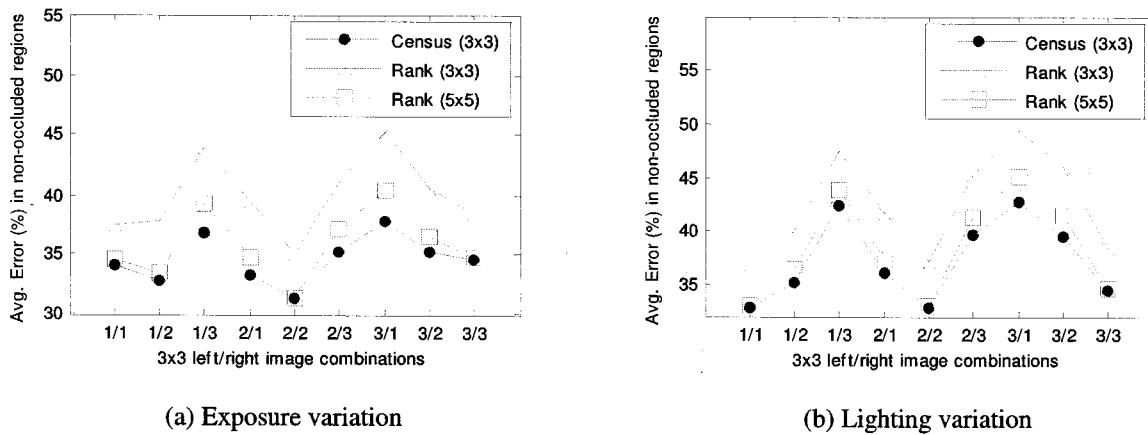 55
50
45
40
35
30
Avg. Error (%) in non-occluded regions
Census (3x3)
Rank (3x3)
Rank (5x5)
1/1 1/2 1/3 2/1 2/2 2/3 3/1 3/2 3/3
3x3 left/right image combinations
(a) Exposure variation
55
50
45
40
35
Avg. Error (%) in non-occluded regions
Census (3x3)
Rank (3x3)
Rank (5x5)
1/1 1/2 1/3 2/1 2/2 2/3 3/1 3/2 3/3
3x3 left/right image combinations
(b) Lighting variation